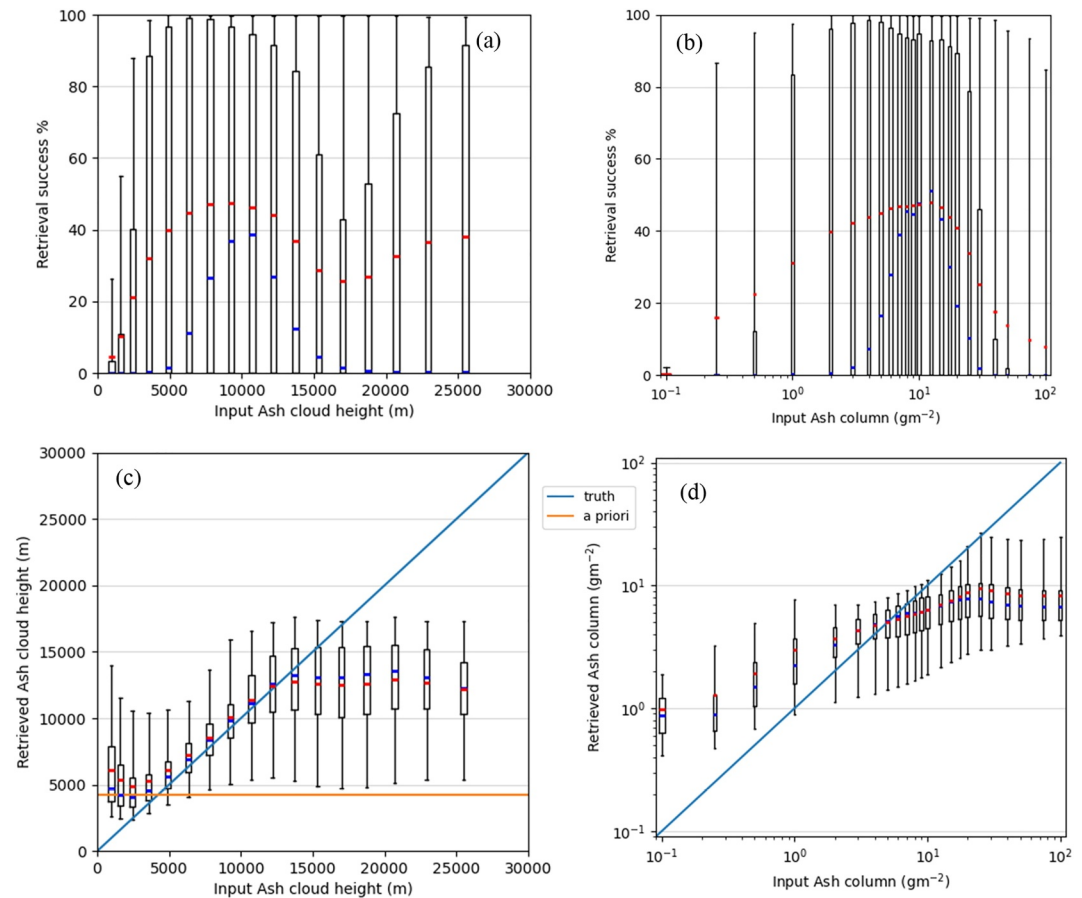 (a)
100
80
60
40
20
0
Retrieval success %
0 5000 10000 15000 20000 25000 30000
Input Ash cloud height (m)
(b)
100
80
60
40
20
0
Retrieval success %
10⁻¹ 10⁰ 10¹ 10²
Input Ash column (gm⁻²)
(c)
30000
25000
20000
15000
10000
5000
0
Retrieved Ash cloud height (m)
0 5000 10000 15000 20000 25000 30000
Input Ash cloud height (m)
truth
a priori
(d)
10²
10¹
10⁰
10⁻¹
Retrieved Ash column (gm⁻²)
10⁻¹ 10⁰ 10¹ 10²
Input Ash column (gm⁻²)